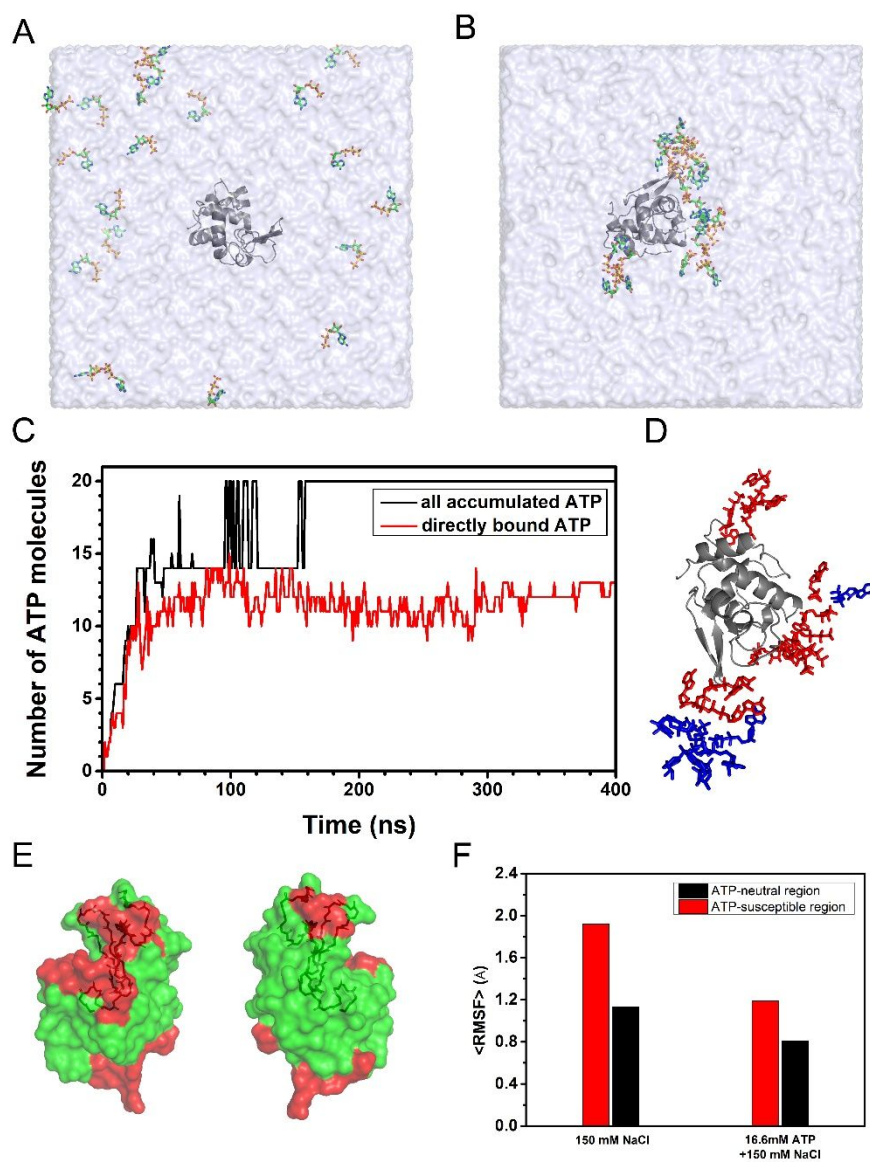 A
B
C
Number of ATP molecules
20
15
10
5
0
all accumulated ATP
directly bound ATP
0 100 200 300 400
Time (ns)
D
E
F
<RMSF> (A)
2.4
2.0
1.6
1.2
0.8
0.4
0.0
ATP-neutral region
ATP-susceptible region
150 mM NaCl
16.6mM ATP
+150 mM NaCl